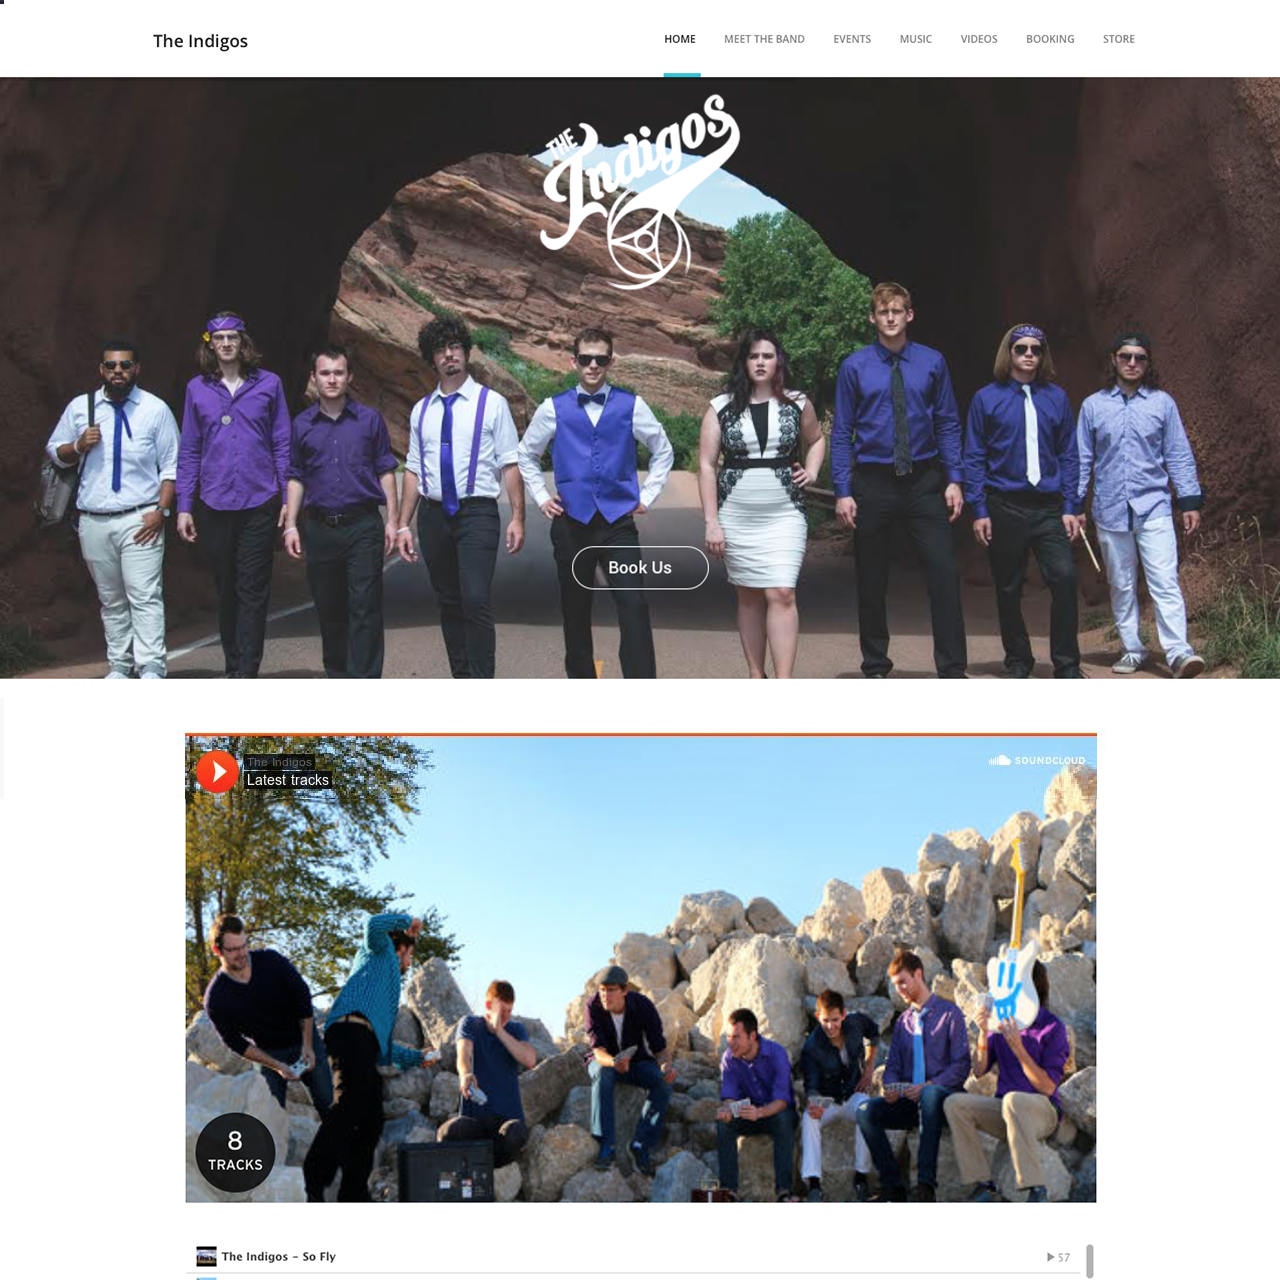 The Indigos
HOME MEET THE BAND EVENTS MUSIC VIDEOS BOOKING STORE
THE
Indigos
Book Us
The Indigos
Latest tracks
SOUNDCLOUD
8
TRACKS
The Indigos - So Fly
57